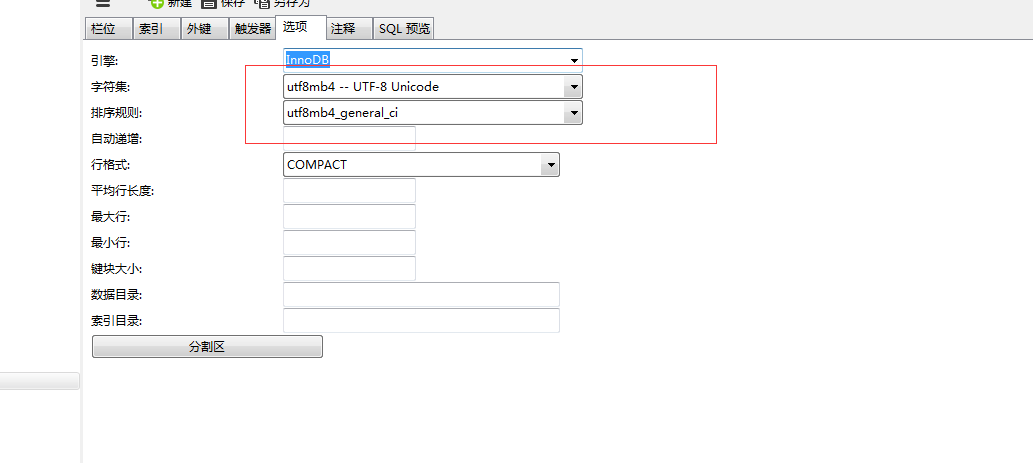 新建 保存 另存为
栏位 索引 外键 触发器 选项 注释 SQL 预览
引擎: InnoDB
字符集: utf8mb4 -- UTF-8 Unicode
排序规则: utf8mb4_general_ci
自动递增:
行格式: COMPACT
平均行长度:
最大行:
最小行:
键块大小:
数据目录:
索引目录:
分割区